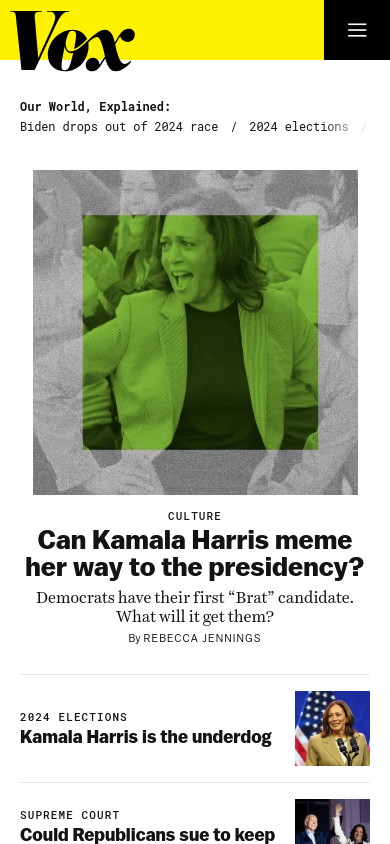 Vox
Our World, Explained:
Biden drops out of 2024 race / 2024 elections /
CULTURE
Can Kamala Harris meme
her way to the presidency?
Democrats have their first “Brat” candidate.
What will it get them?
By REBECCA JENNINGS
2024 ELECTIONS
Kamala Harris is the underdog
SUPREME COURT
Could Republicans sue to keep